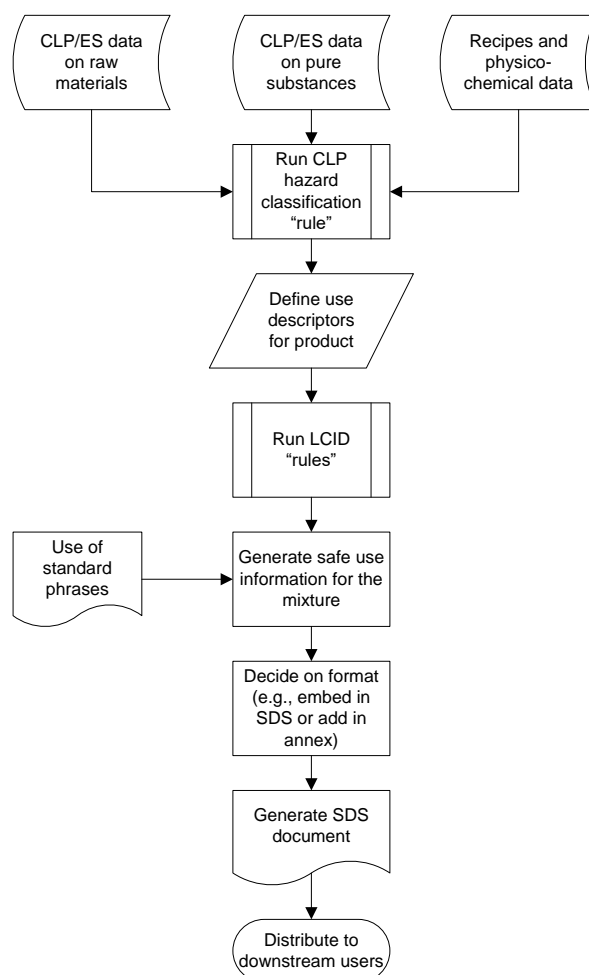 CLP/ES data
on raw
materials
CLP/ES data
on pure
substances
Recipes and
physico-
chemical data
Run CLP
hazard
classification
“rule”
Define use
descriptors
for product
Run LCID
“rules”
Use of
standard
phrases
Generate safe use
information for the
mixture
Decide on format
(e.g., embed in
SDS or add in
annex)
Generate SDS
document
Distribute to
downstream users